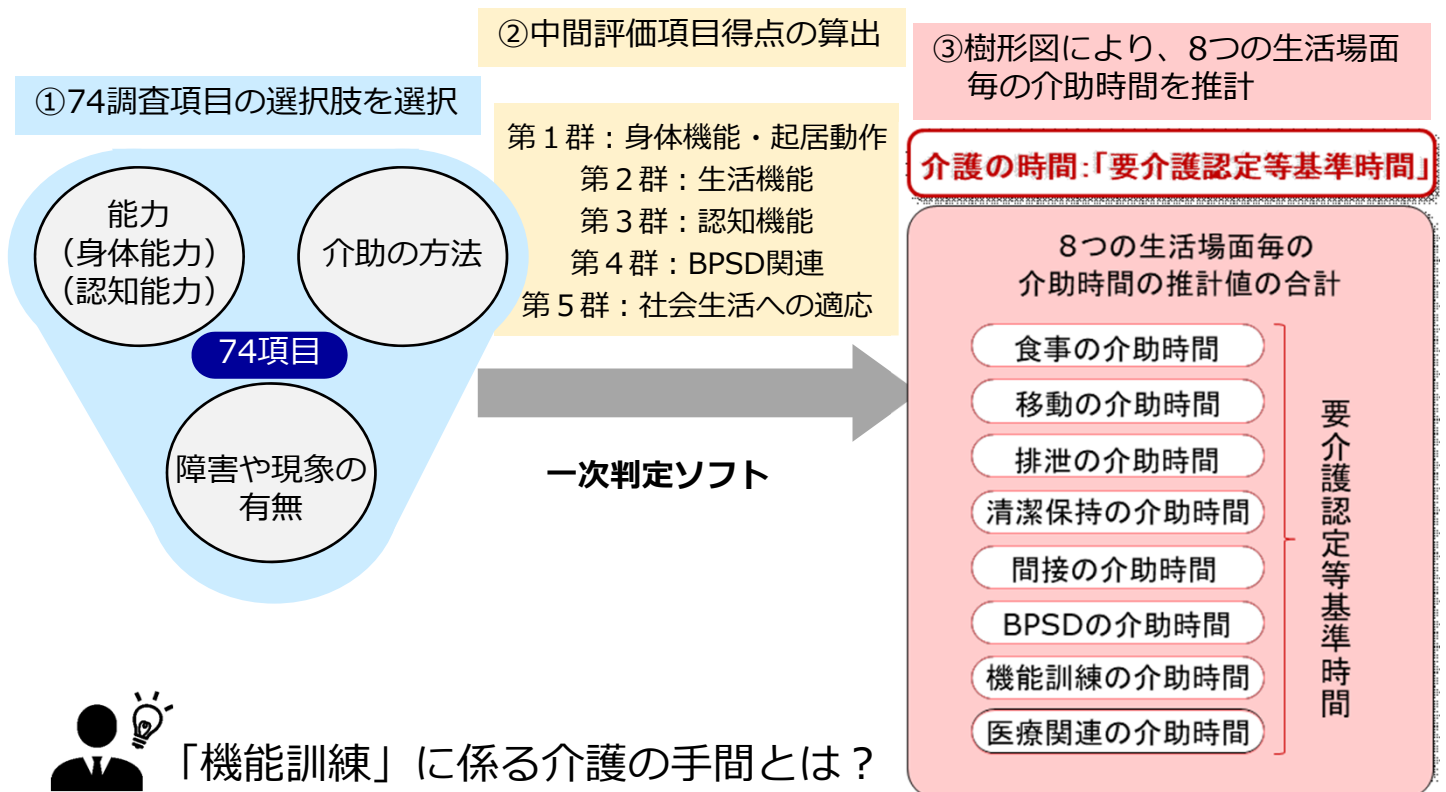 ①74調査項目の選択肢を選択
能力
（身体能力）
（認知能力）
介助の方法
74項目
障害や現象の
有無
②中間評価項目得点の算出
第１群：身体機能・起居動作
第２群：生活機能
第３群：認知機能
第４群：BPSD関連
第５群：社会生活への適応
一次判定ソフト
③樹形図により、8つの生活場面
毎の介助時間を推計
介護の時間:「要介護認定等基準時間」
８つの生活場面毎の
介助時間の推計値の合計
食事の介助時間
移動の介助時間
排泄の介助時間
清潔保持の介助時間
間接の介助時間
BPSDの介助時間
機能訓練の介助時間
医療関連の介助時間
要介護認定等基準時間
「機能訓練」に係る介護の手間とは？